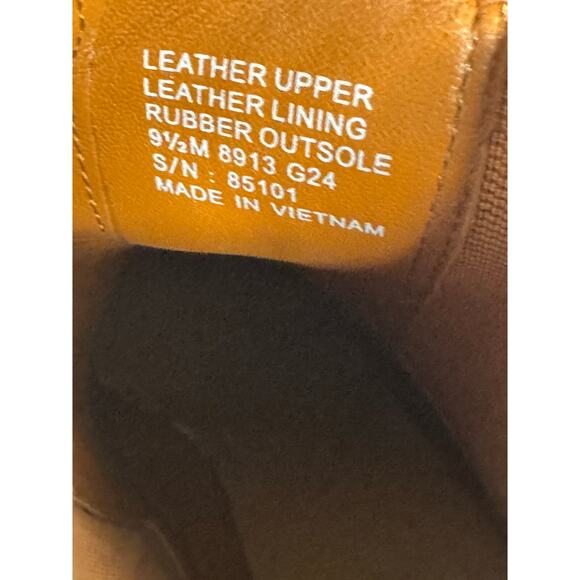 LEATHER UPPER
LEATHER LINING
RUBBER OUTSOLE
9½M 8913 G24
S/N : 85101
MADE IN VIETNAM